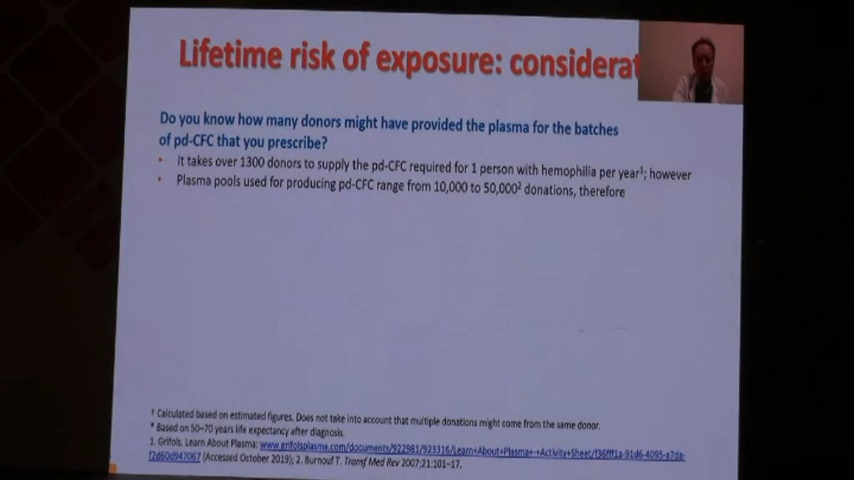 Lifetime risk of exposure: considerat
Do you know how many donors might have provided the plasma for the batches
of pd-CFC that you prescribe?
• It takes over 1300 donors to supply the pd-CFC required for 1 person with hemophilia per year¹; however
• Plasma pools used for producing pd-CFC range from 10,000 to 50,000² donations, therefore
† Calculated based on estimated figures. Does not take into account that multiple donations might come from the same donor.
* Based on 50–70 years life expectancy after diagnosis.
1. Grifols. Learn About Plasma: www.grifolsplasma.com/documents/922981/923316/Learn+About+Plasma+-+Activity+Sheet/f36fff1a-91d6-4095-a7da-
f2d60d947067 (Accessed October 2019); 2. Burnouf T. Transf Med Rev 2007;21:101–17.